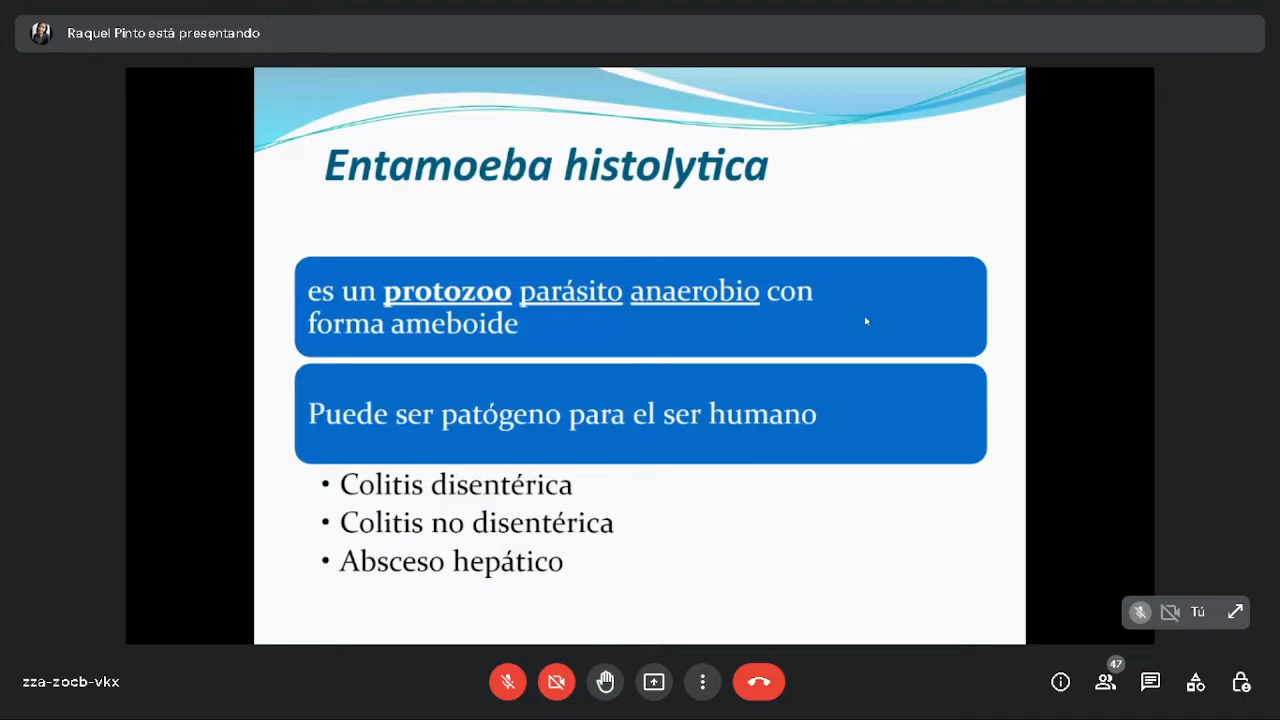 Raquel Pinto está presentando
Entamoeba histolytica
es un protozoo parásito anaerobio con
forma ameboide
Puede ser patógeno para el ser humano
• Colitis disentérica
• Colitis no disentérica
• Absceso hepático
Tú
zza-zocb-vkx
47